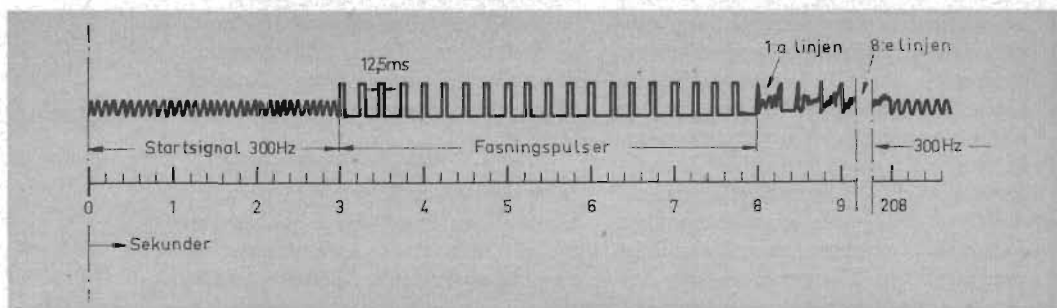 1:a linjen
8:e linjen
12,5ms
Startsignal 300Hz
Fasningspulser
300Hz
0 1 2 3 4 5 6 7 8 9 208
Sekunder